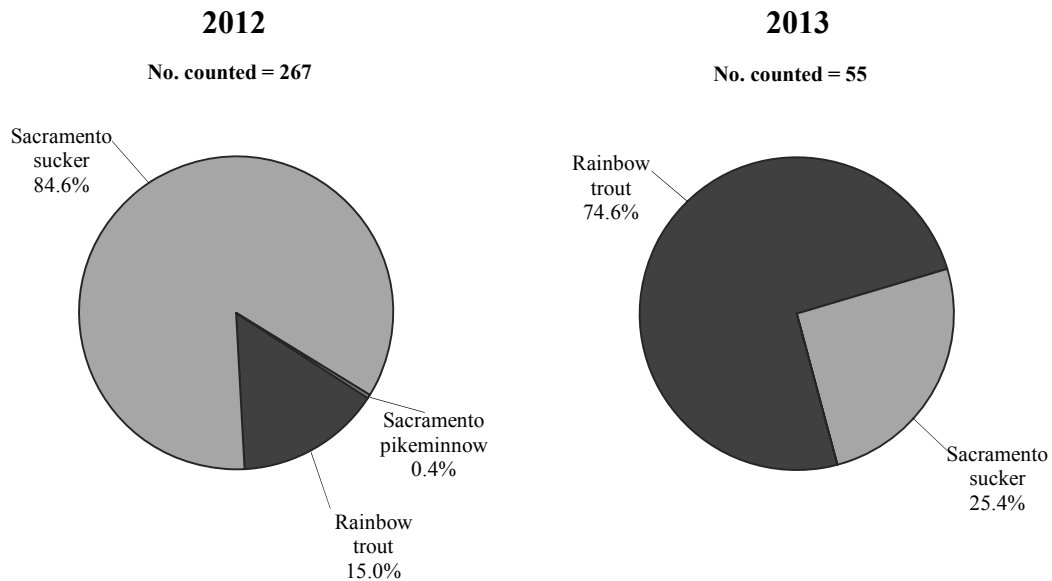 2012
No. counted = 267
Sacramento
sucker
84.6%
Sacramento
pikeminnow
0.4%
Rainbow
trout
15.0%
2013
No. counted = 55
Rainbow
trout
74.6%
Sacramento
sucker
25.4%